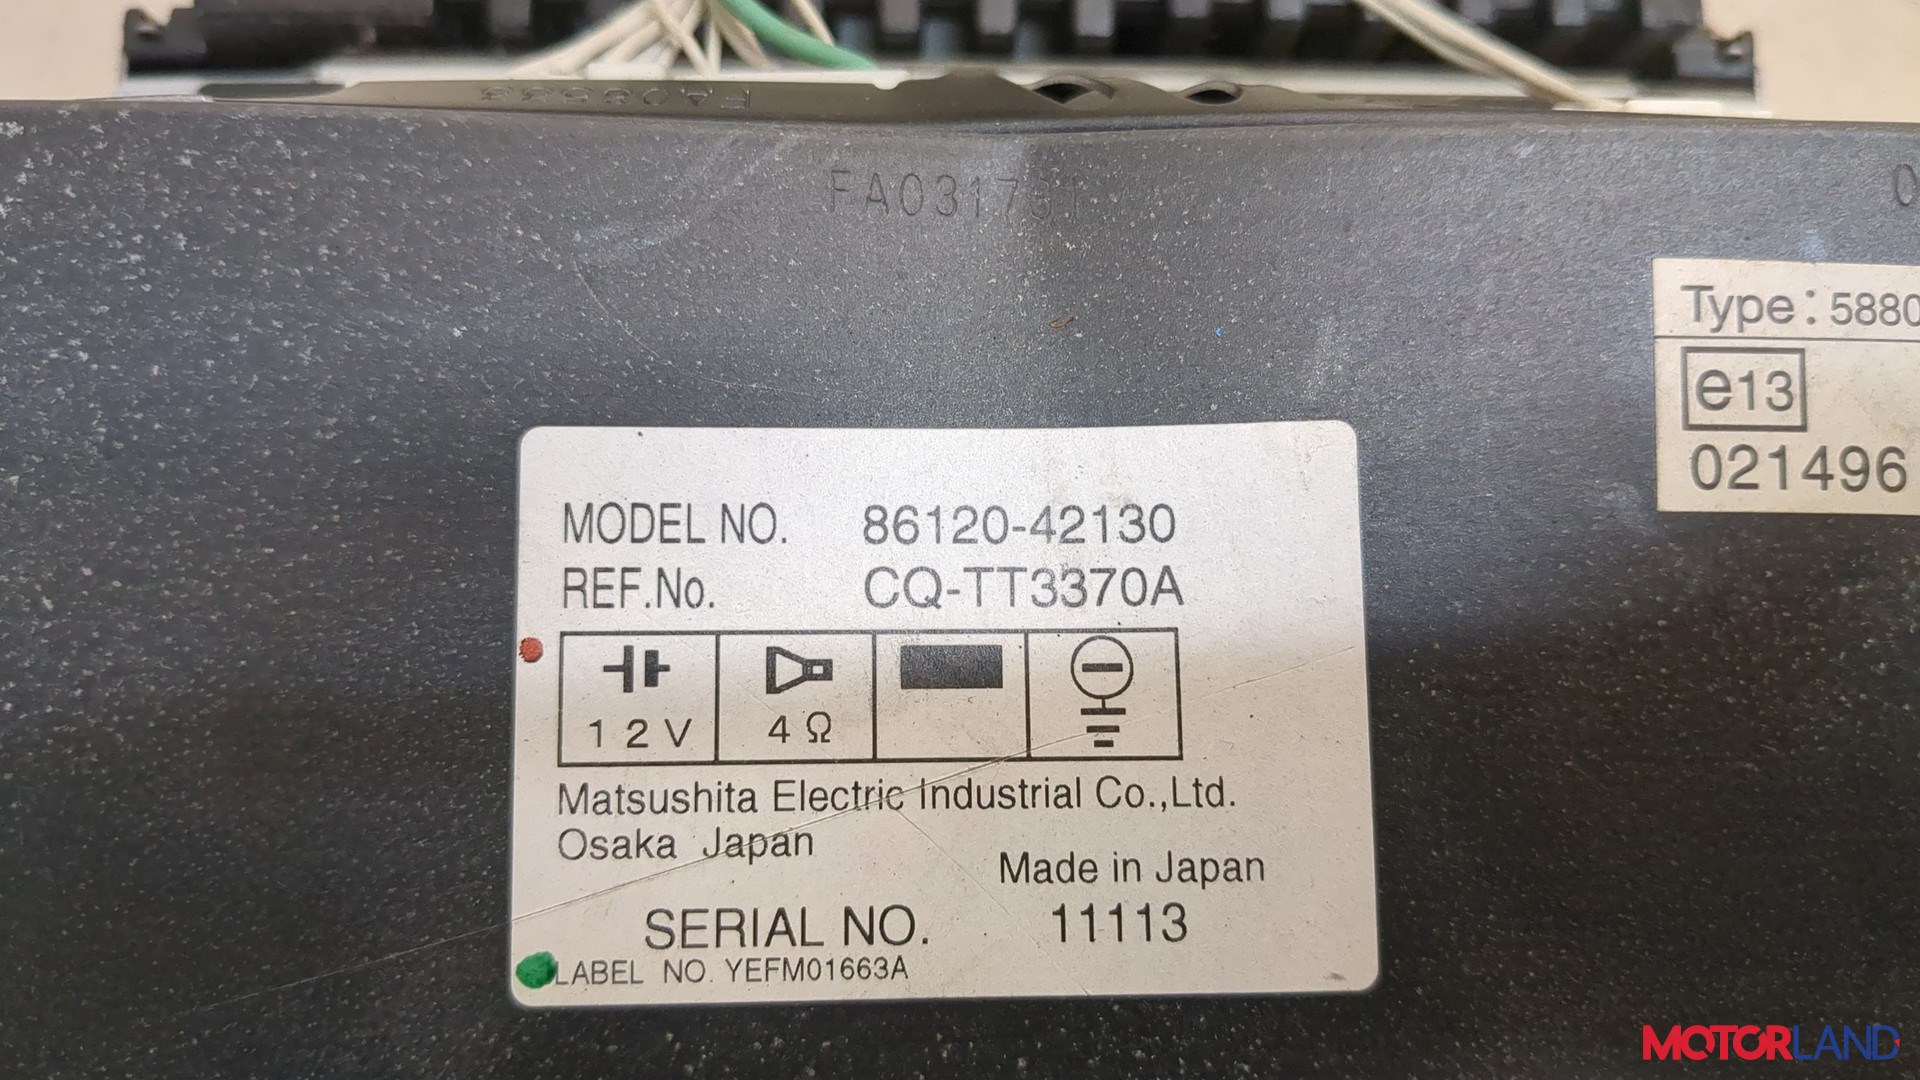 FA031731
Type: 5880
e13
021496
MODEL NO. 86120-42130
REF.No. CQ-TT3370A
12V
4Ω
Matsushita Electric Industrial Co.,Ltd.
Osaka Japan
Made in Japan
SERIAL NO. 11113
LABEL NO. YEFM01663A
MOTORLAND